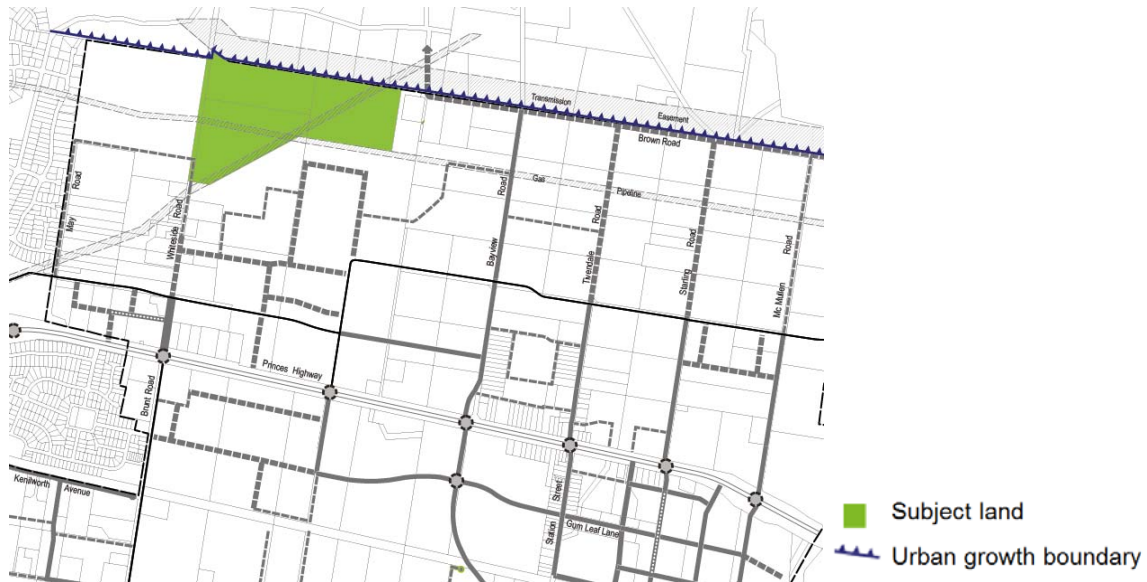 Transmission
Easement
Brown Road
Gas
Pipeline
May Road
Whiteside Road
Bayview Road
Tivendale Road
Starling Road
Mc Mullen Road
Princes Highway
Brunt Road
Kenilworth Avenue
Station Street
Gum Leaf Lane
Subject land
Urban growth boundary